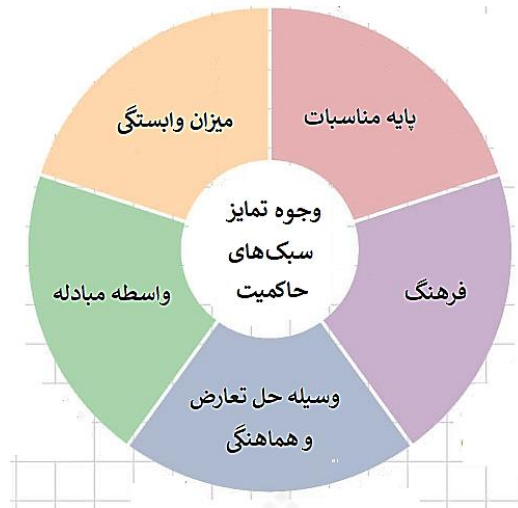 وجوه تمایز
سبک‌های
حاکمیت
پایه مناسبات
فرهنگ
وسیله حل تعارض
و هماهنگی
واسطه مبادله
میزان وابستگی